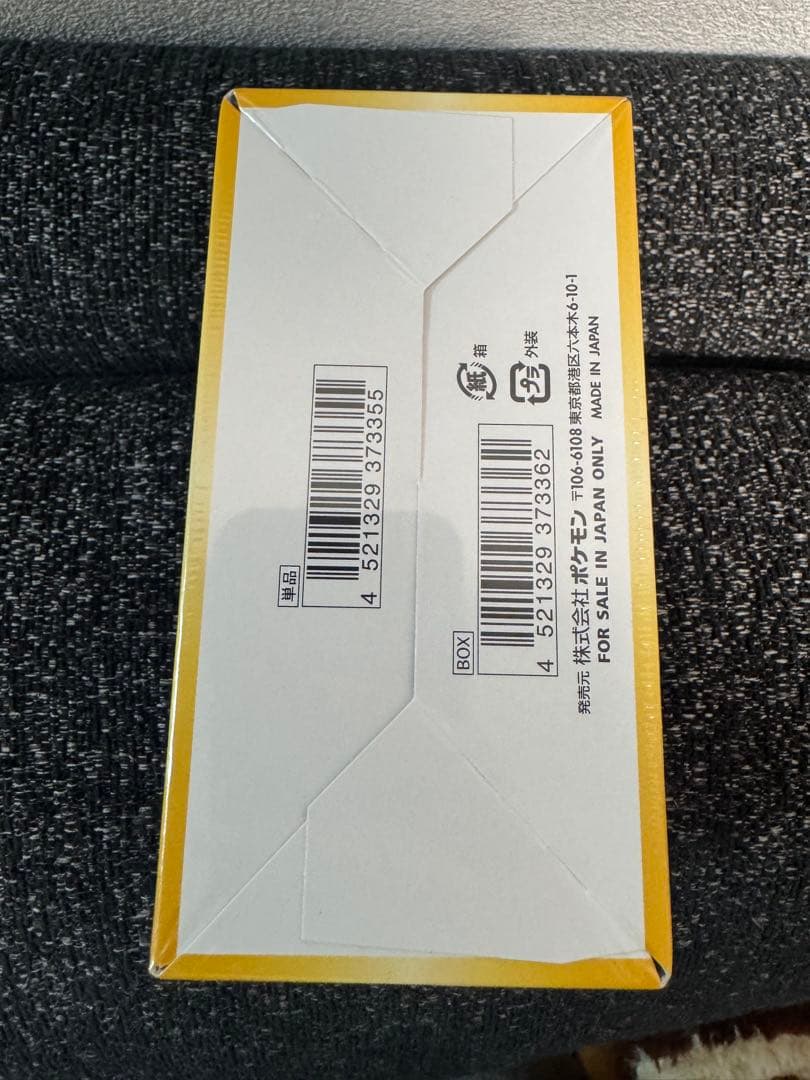 単品
4 521329 373355
紙 箱
プラ 外装
BOX
4 521329 373362
発売元 株式会社 ポケモン 〒106-6108 東京都港区六本木6-10-1
FOR SALE IN JAPAN ONLY MADE IN JAPAN